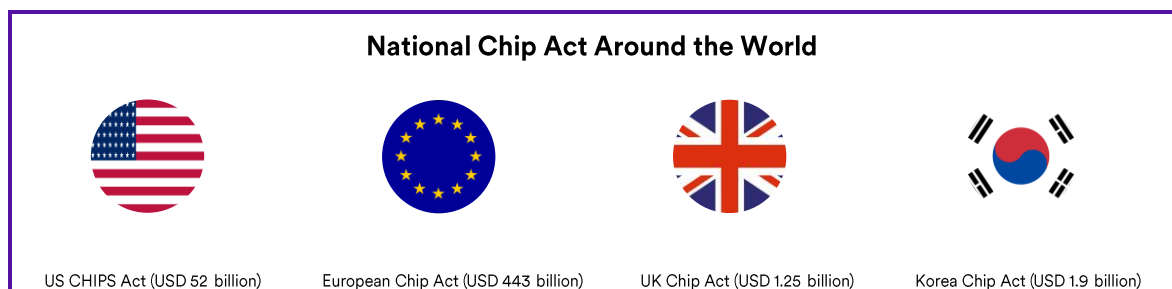 National Chip Act Around the World
US CHIPS Act (USD 52 billion)
European Chip Act (USD 443 billion)
UK Chip Act (USD 1.25 billion)
Korea Chip Act (USD 1.9 billion)